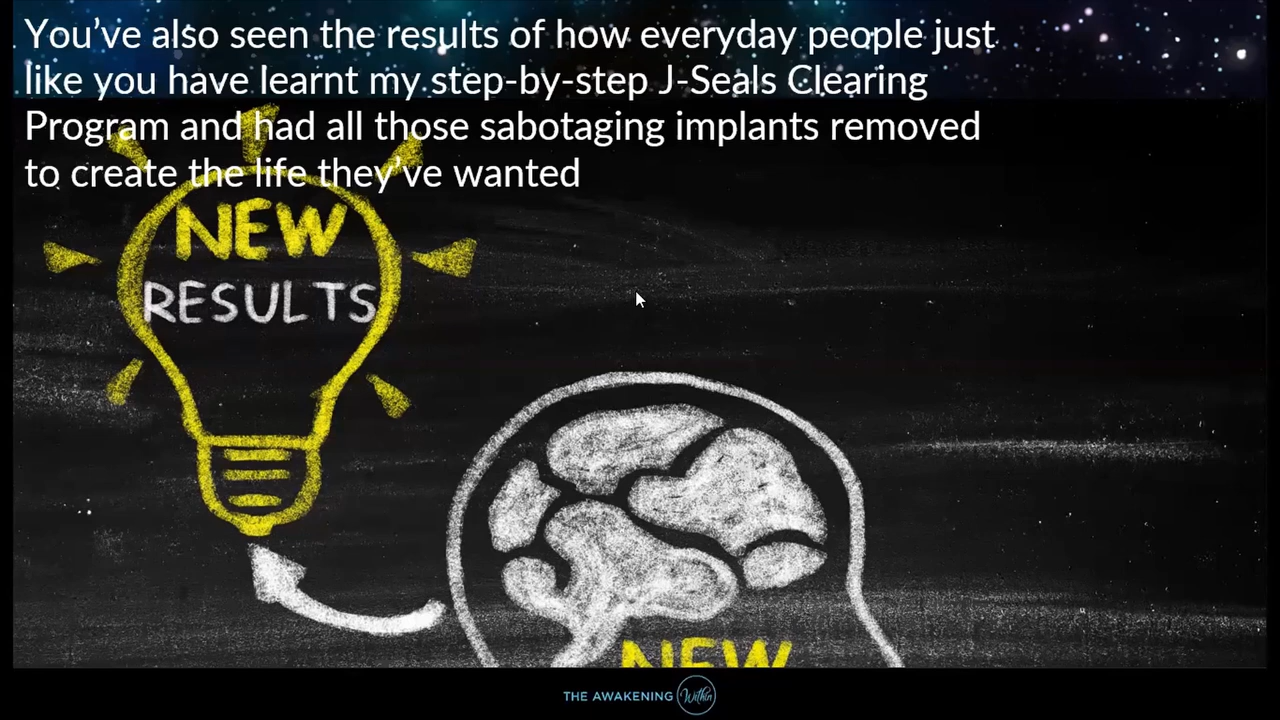 You’ve also seen the results of how everyday people just
like you have learnt my step-by-step J-Seals Clearing
Program and had all those sabotaging implants removed
to create the life they’ve wanted
NEW
RESULTS
NEW
THE AWAKENING Within